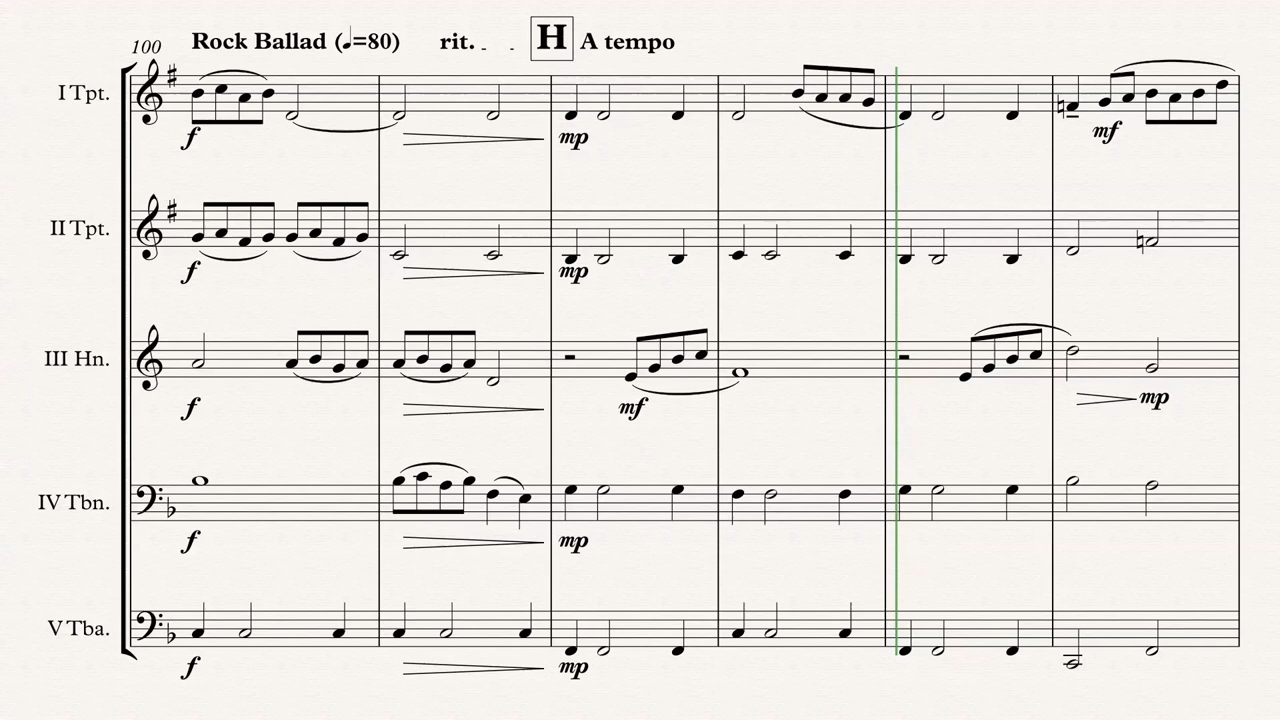 100 Rock Ballad (♩=80) rit. _ _ H A tempo
I Tpt.
f mp mf
II Tpt.
f mp
III Hn.
f mf mp
IV Tbn.
f mp
V Tba.
f mp